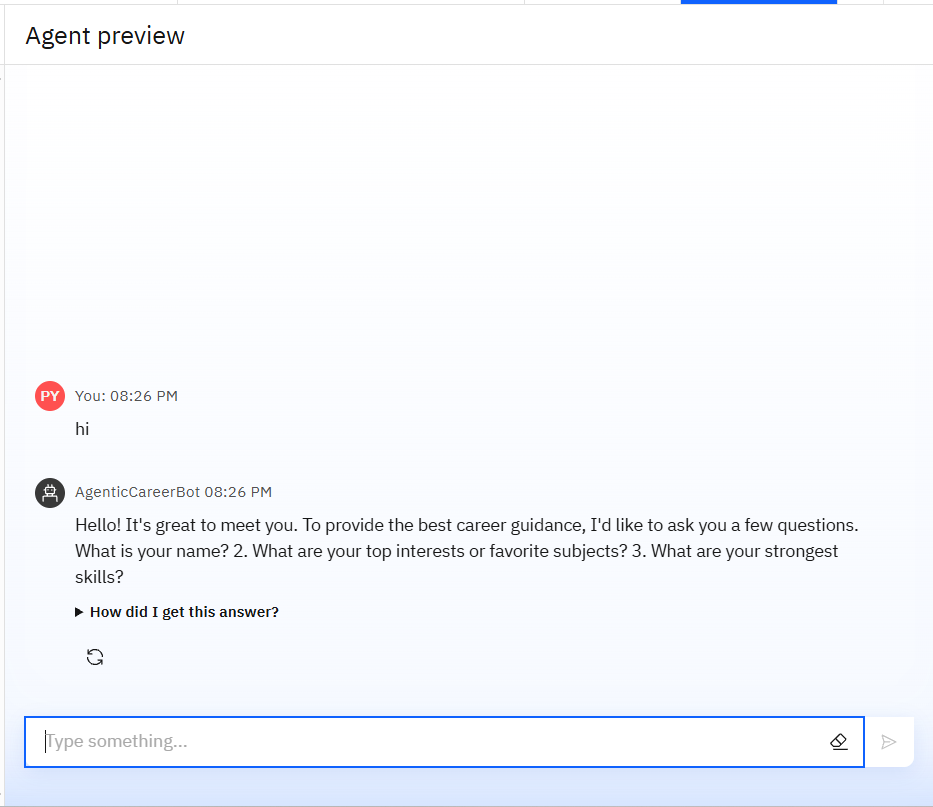 Agent preview
PY You: 08:26 PM
hi
AgenticCareerBot 08:26 PM
Hello! It's great to meet you. To provide the best career guidance, I'd like to ask you a few questions.
What is your name? 2. What are your top interests or favorite subjects? 3. What are your strongest
skills?
How did I get this answer?
Type something...